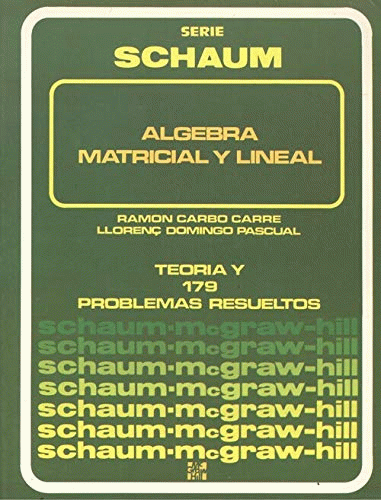 SERIE
SCHAUM
ALGEBRA
MATRICIAL Y LINEAL
RAMON CARBO CARRE
LLORENÇ DOMINGO PASCUAL
TEORIA Y
179
PROBLEMAS RESUELTOS
schaum·mcgraw-hill
schaum·mcgraw-hill
schaum·mcgraw-hill
schaum·mcgraw-hill
schaum·mcgraw-hill
schaum·mcgraw-hill
schaum·mcgraw-hill